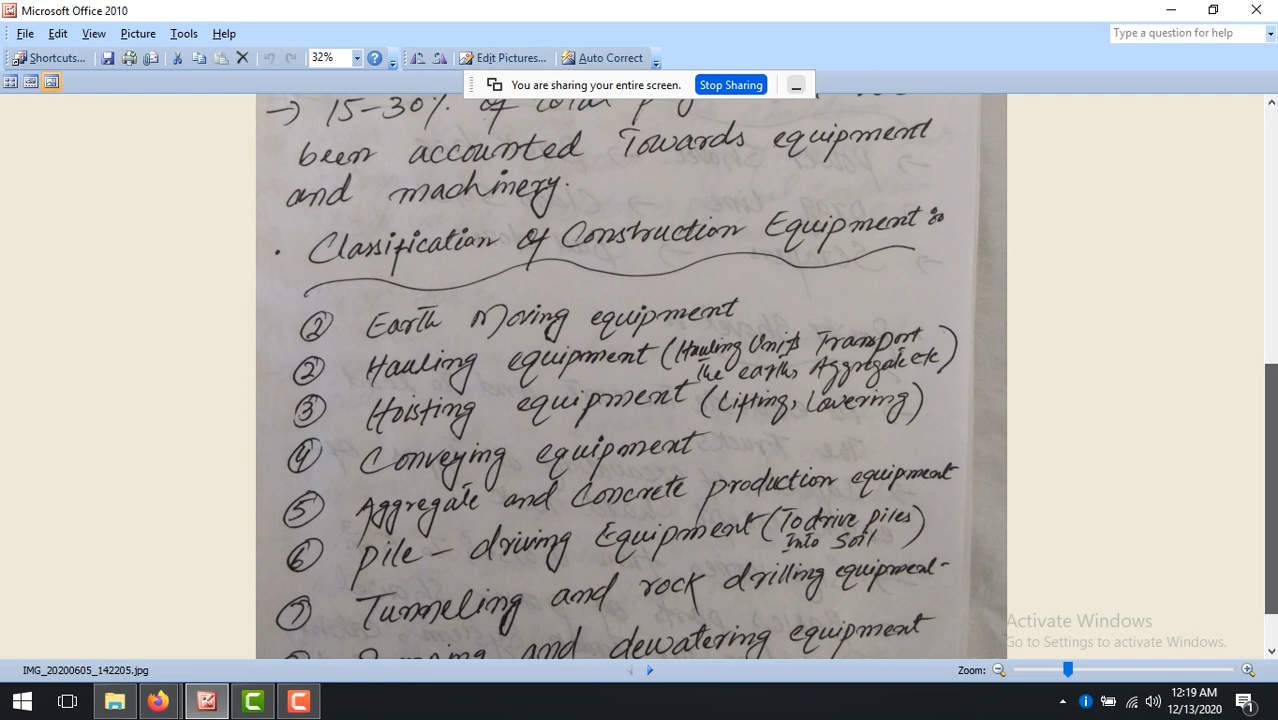 Microsoft Office 2010
File Edit View Picture Tools Help
Type a question for help
Shortcuts... 32% Edit Pictures... Auto Correct
You are sharing your entire screen. Stop Sharing
→ 15-30% of total
been accounted Towards equipment
and machinery.
. Classification of Construction Equipment :-
② Earth Moving equipment
② Hauling equipment (Hauling Units Transport
The earth, Aggregate etc)
③ Hoisting equipment (Lifting, Lowering)
④ Conveying equipment
⑤ Aggregate and Concrete production equipment
⑥ pile - driving Equipment (To drive piles
Into Soil)
⑦ Tunneling and rock drilling equipment-
and dewatering equipment
Activate Windows
Go to Settings to activate Windows.
IMG_20200605_142205.jpg
Zoom:
12:19 AM
12/13/2020
1